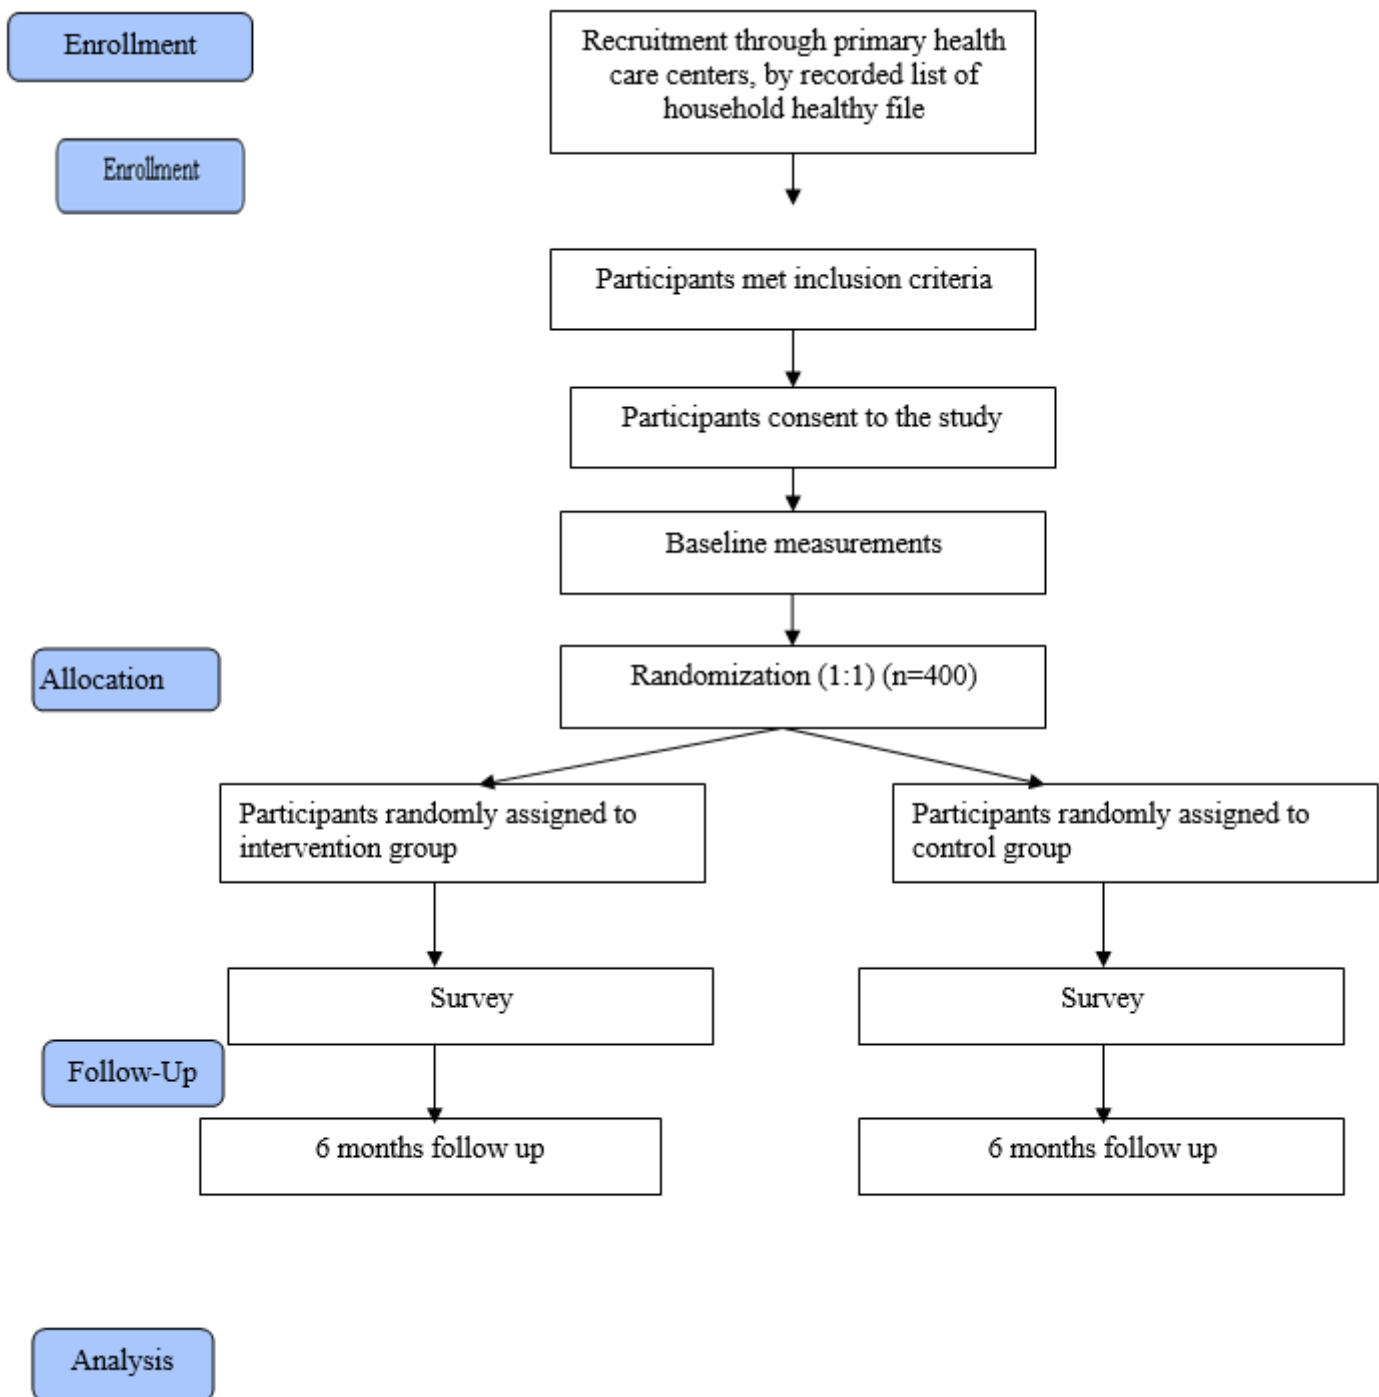 Enrollment
Recruitment through primary health
care centers, by recorded list of
household healthy file
Enrollment
Participants met inclusion criteria
Participants consent to the study
Baseline measurements
Allocation
Randomization (1:1) (n=400)
Participants randomly assigned to
intervention group
Participants randomly assigned to
control group
Survey
Survey
Follow-Up
6 months follow up
6 months follow up
Analysis